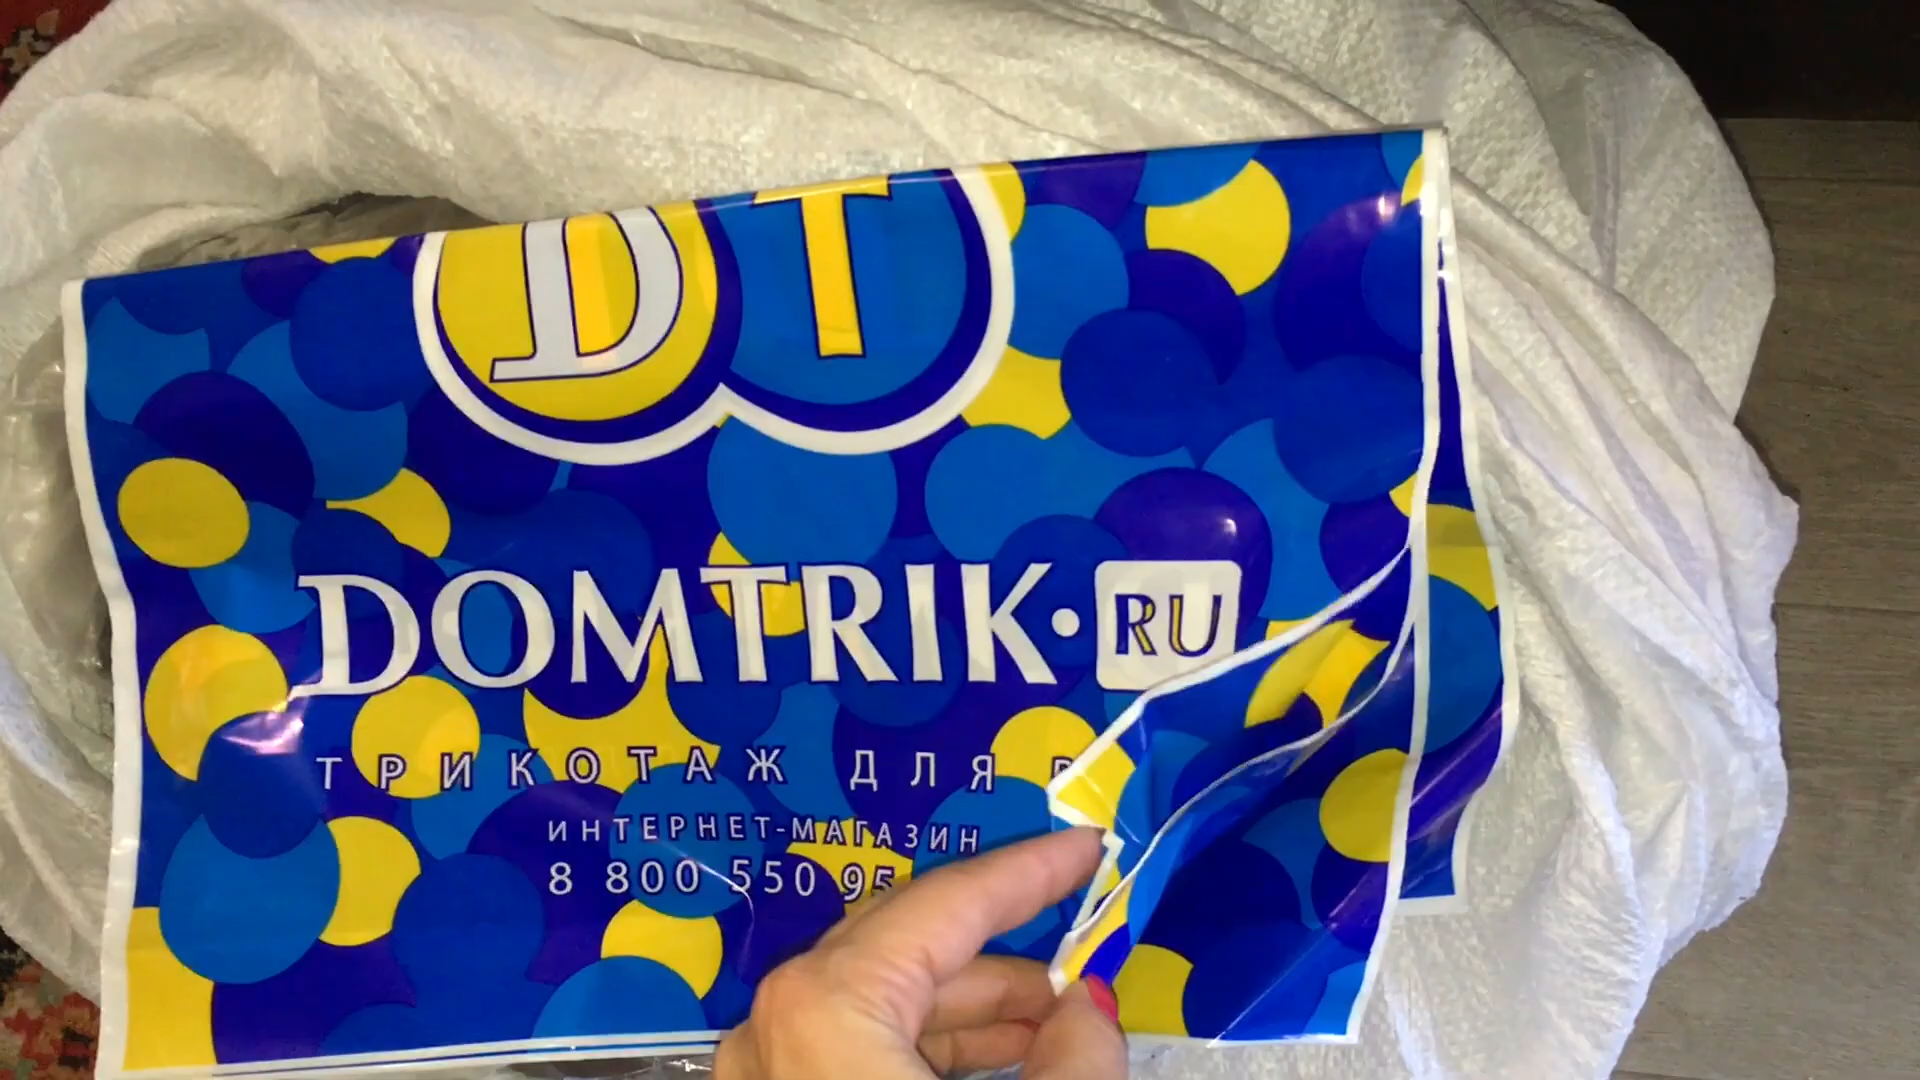 DT
DOMTRIK•RU
ТРИКОТАЖ ДЛЯ
ИНТЕРНЕТ-МАГАЗИН
8 800 550 95